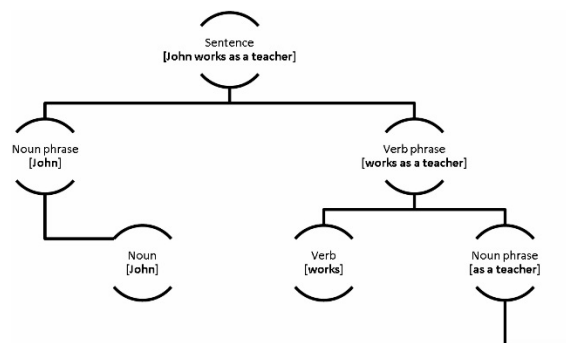 Sentence
[John works as a teacher]
Noun phrase
[John]
Verb phrase
[works as a teacher]
Noun
[John]
Verb
[works]
Noun phrase
[as a teacher]